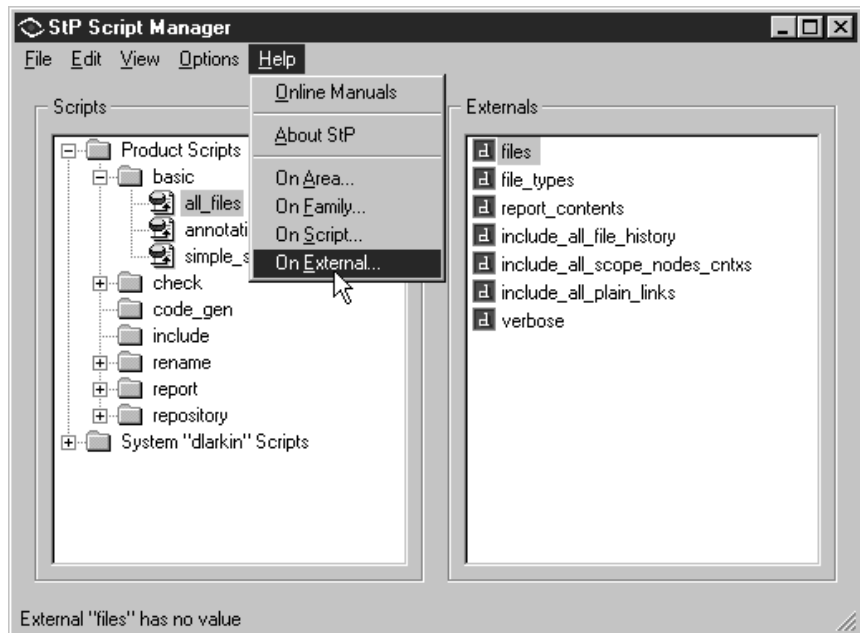 StP Script Manager
File Edit View Options Help
Online Manuals
About StP
On Area...
On Family...
On Script...
On External...
Scripts
Product Scripts
basic
all_files
annotati
simple_s
check
code_gen
include
rename
report
repository
System "dlarkin" Scripts
Externals
files
file_types
report_contents
include_all_file_history
include_all_scope_nodes_cntxs
include_all_plain_links
verbose
External "files" has no value